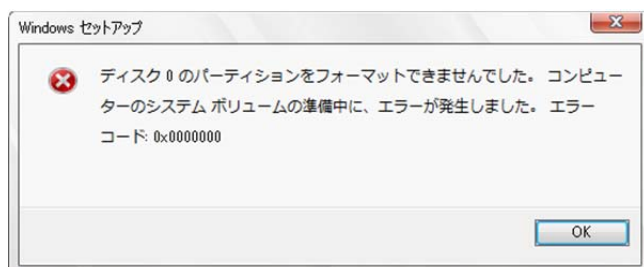 Windows セットアップ
ディスク 0 のパーティションをフォーマットできませんでした。 コンピュー
ターのシステム ボリュームの準備中に、エラーが発生しました。 エラー
コード: 0x0000000
OK